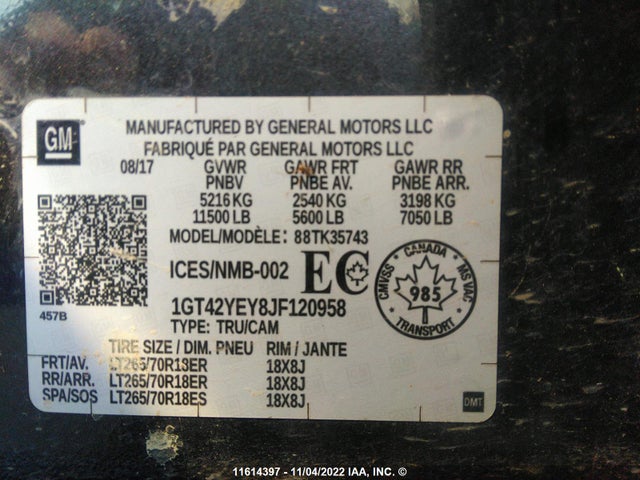 GM
MANUFACTURED BY GENERAL MOTORS LLC
FABRIQUÉ PAR GENERAL MOTORS LLC
08/17 GVWR GAWR FRT GAWR RR
PNBV PNBE AV. PNBE ARR.
5216 KG 2540 KG 3198 KG
11500 LB 5600 LB 7050 LB
MODEL/MODÈLE: 88TK35743
ICES/NMB-002 EC
CANADA
CMVSS 985 MSVAC
TRANSPORT
457B
1GT42YEY8JF120958
TYPE: TRU/CAM
TIRE SIZE / DIM. PNEU RIM / JANTE
FRT/AV. LT265/70R18ER 18X8J
RR/ARR. LT265/70R18ER 18X8J
SPA/SOS LT265/70R18ES 18X8J
DMT
11614397 - 11/04/2022 IAA, INC. ©